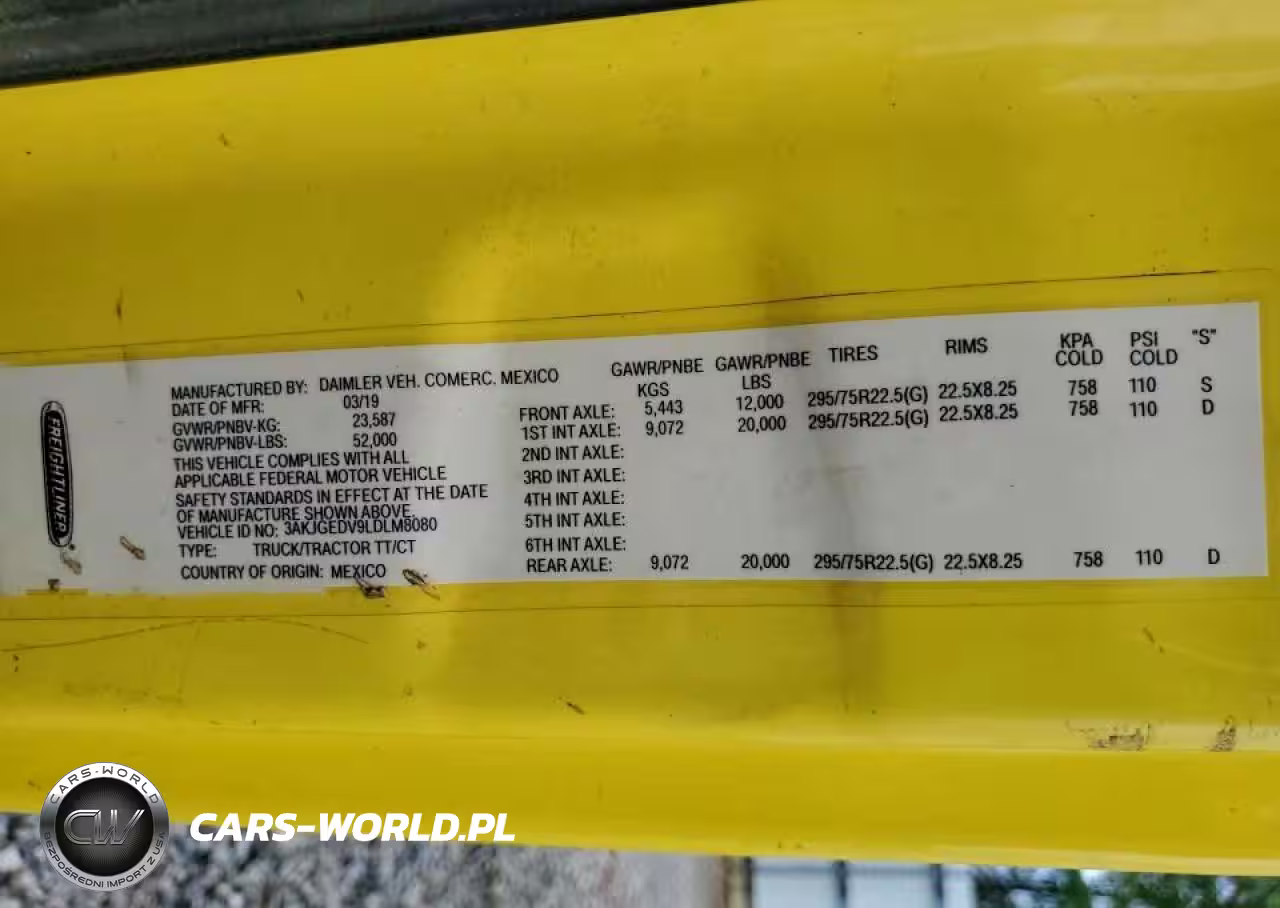 FREIGHTLINER
MANUFACTURED BY: DAIMLER VEH. COMERC. MEXICO
DATE OF MFR: 03/19
GVWR/PNBV-KG: 23,587
GVWR/PNBV-LBS: 52,000
THIS VEHICLE COMPLIES WITH ALL
APPLICABLE FEDERAL MOTOR VEHICLE
SAFETY STANDARDS IN EFFECT AT THE DATE
OF MANUFACTURE SHOWN ABOVE.
VEHICLE ID NO: 3AKJGEDV9LDLM8080
TYPE: TRUCK/TRACTOR TT/CT
COUNTRY OF ORIGIN: MEXICO
GAWR/PNBE GAWR/PNBE TIRES RIMS KPA PSI "S"
KGS LBS COLD COLD
FRONT AXLE: 5,443 12,000 295/75R22.5(G) 22.5X8.25 758 110 S
1ST INT AXLE: 9,072 20,000 295/75R22.5(G) 22.5X8.25 758 110 D
2ND INT AXLE:
3RD INT AXLE:
4TH INT AXLE:
5TH INT AXLE:
6TH INT AXLE:
REAR AXLE: 9,072 20,000 295/75R22.5(G) 22.5X8.25 758 110 D
CARS-WORLD
CW
BEZPOŚREDNI IMPORT Z USA
CARS-WORLD.PL